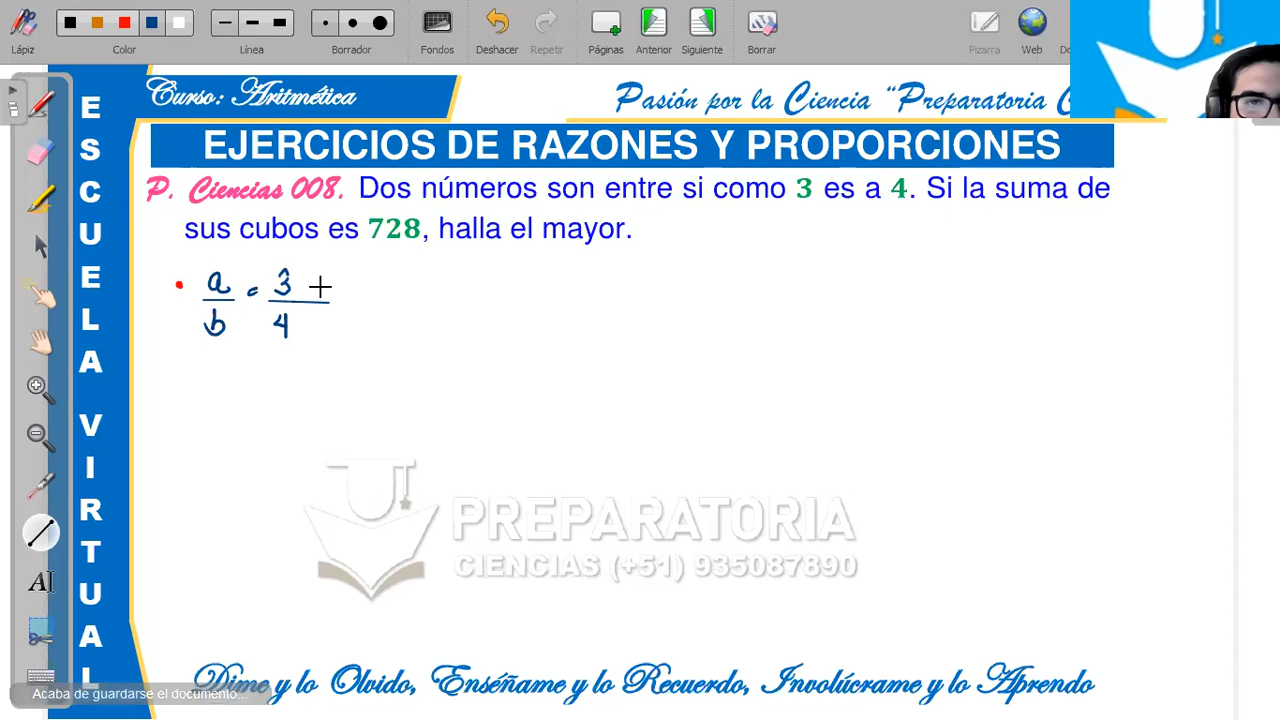 Lápiz
Color
Línea
Borrador
Fondos
Deshacer
Repetir
Páginas
Anterior
Siguiente
Borrar
Pizarra
Web
Curso: Aritmética
Pasión por la Ciencia "Preparatoria C
EJERCICIOS DE RAZONES Y PROPORCIONES
P. Ciencias 008. Dos números son entre si como 3 es a 4. Si la suma de
sus cubos es 728, halla el mayor.
a/b = 3/4
ESCUELA VIRTUAL
AI
PREPARATORIA
CIENCIAS (+51) 935087890
Dime y lo Olvido, Enséñame y lo Recuerdo, Involúcrame y lo Aprendo
Acaba de guardarse el documento...